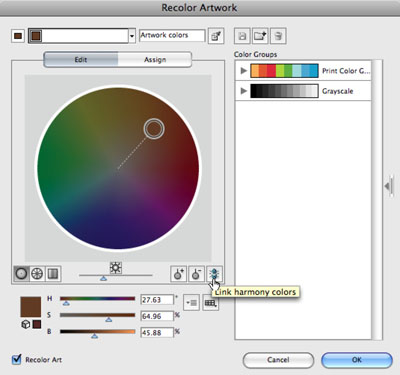 Recolor Artwork
Artwork colors
Edit Assign
Color Groups
Print Color G...
Grayscale
Link harmony colors
H 27.63 °
S 64.96 %
B 45.88 %
Recolor Art
Cancel OK